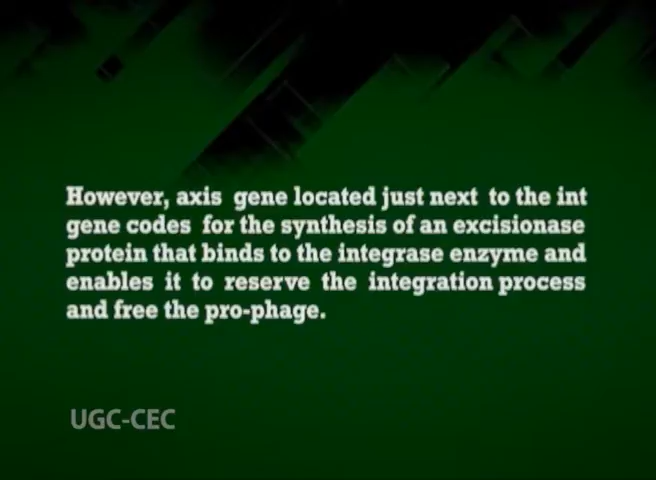 However, axis gene located just next to the int
gene codes for the synthesis of an excisionase
protein that binds to the integrase enzyme and
enables it to reserve the integration process
and free the pro-phage.
UGC-CEC